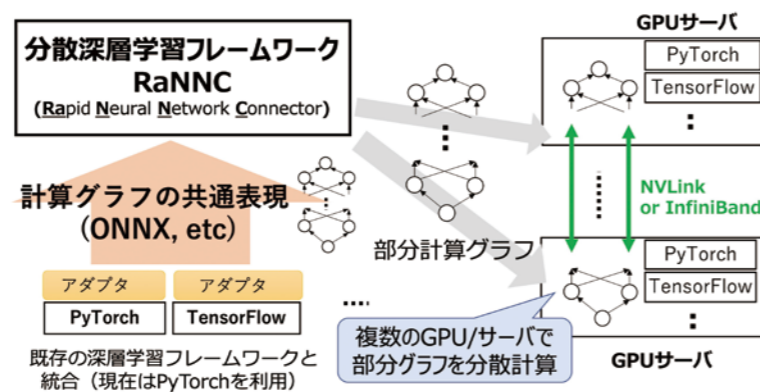 分散深層学習フレームワーク
RaNNC
(Rapid Neural Network Connector)
計算グラフの共通表現
(ONNX, etc)
アダプタ
アダプタ
PyTorch
TensorFlow
既存の深層学習フレームワークと
統合（現在はPyTorchを利用）
部分計算グラフ
GPUサーバ
PyTorch
TensorFlow
NVLink
or InfiniBand
PyTorch
TensorFlow
複数のGPU/サーバで
部分グラフを分散計算
GPUサーバ